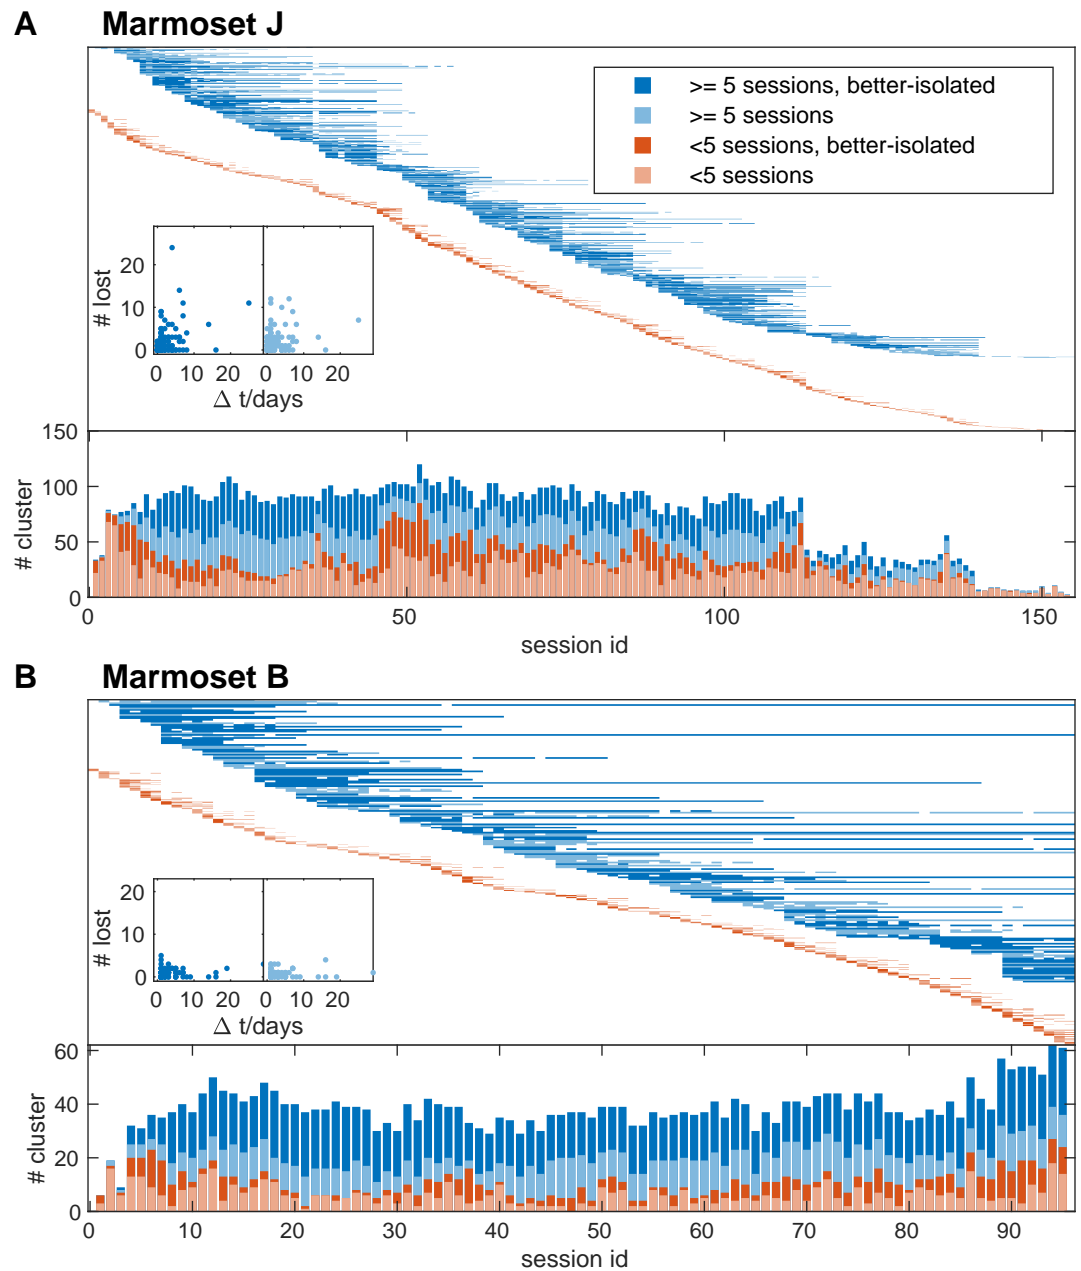 A Marmoset J
>= 5 sessions, better-isolated
>= 5 sessions
<5 sessions, better-isolated
<5 sessions
# lost
20
10
0
0 10 20 0 20
Δ t/days
# cluster
150
100
50
0
0 50 100 150
session id
B Marmoset B
# lost
20
10
0
0 10 20 0 20
Δ t/days
# cluster
60
40
20
0
0 10 20 30 40 50 60 70 80 90
session id